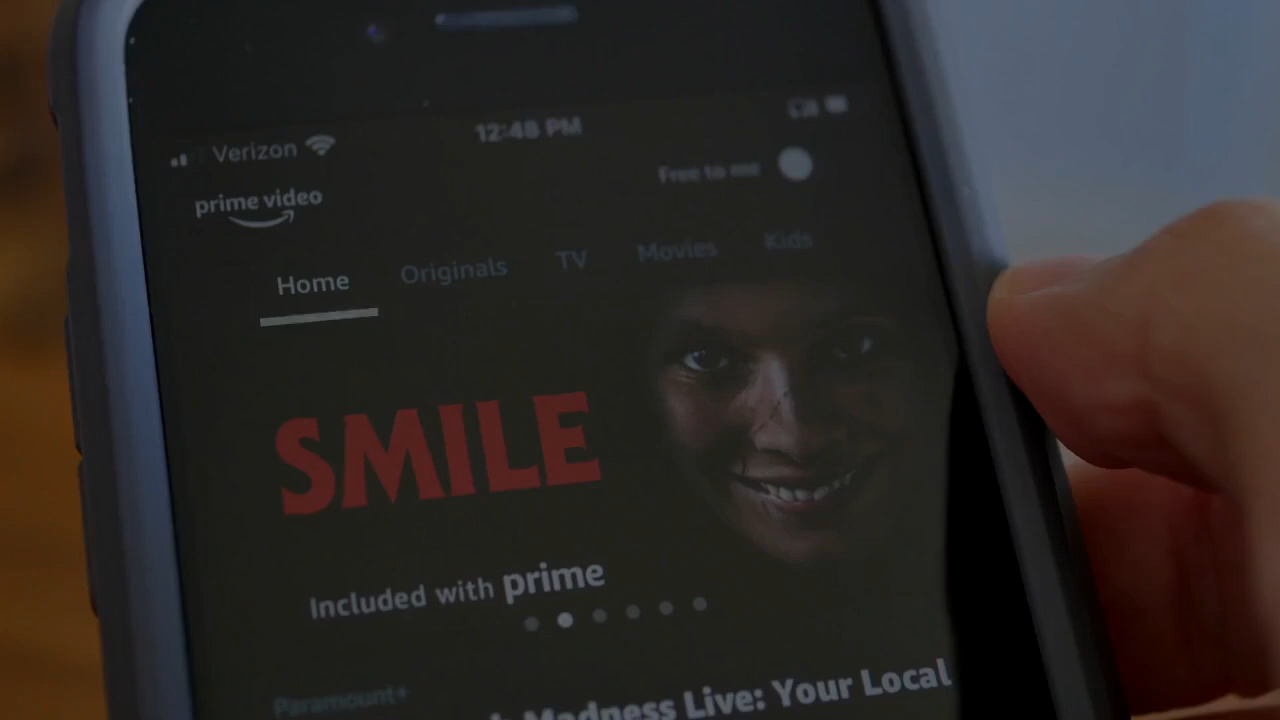 Verizon 12:48 PM
prime video
Free to me
Home Originals TV Movies Kids
SMILE
Included with prime
Paramount+
Madness Live: Your Local